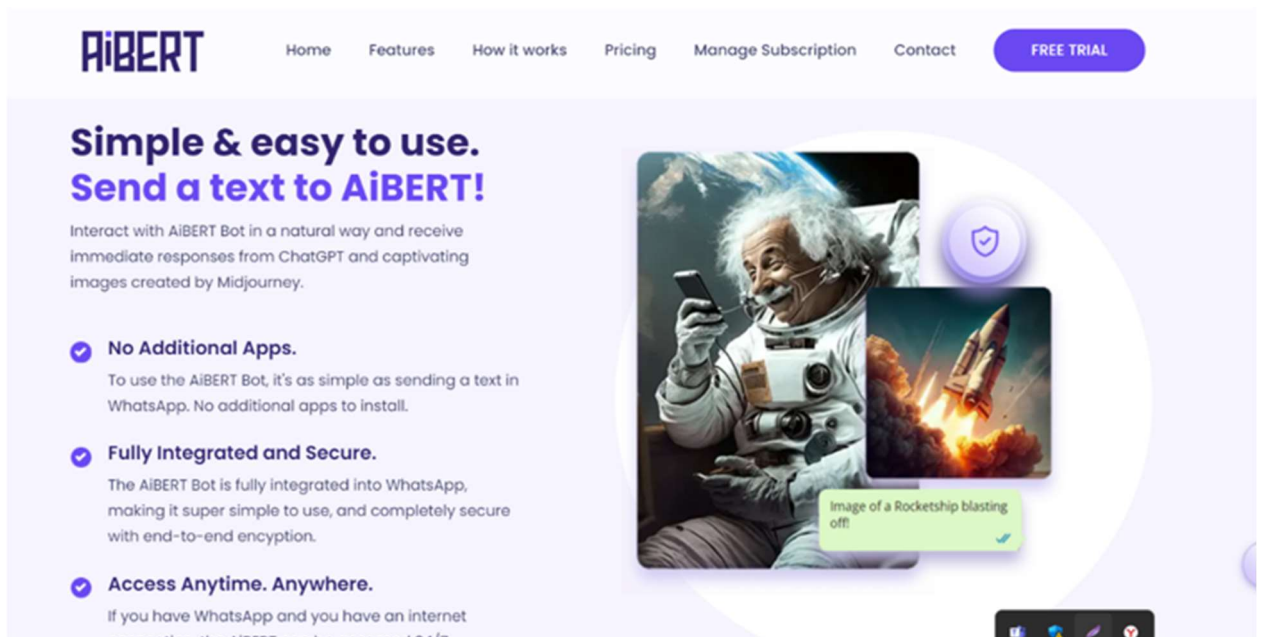 AiBERT
Home Features How it works Pricing Manage Subscription Contact FREE TRIAL
Simple & easy to use.
Send a text to AiBERT!
Interact with AiBERT Bot in a natural way and receive
immediate responses from ChatGPT and captivating
images created by Midjourney.
No Additional Apps.
To use the AiBERT Bot, it's as simple as sending a text in
WhatsApp. No additional apps to install.
Fully Integrated and Secure.
The AiBERT Bot is fully integrated into WhatsApp,
making it super simple to use, and completely secure
with end-to-end encyption.
Access Anytime. Anywhere.
If you have WhatsApp and you have an internet
Image of a Rocketship blasting
off!